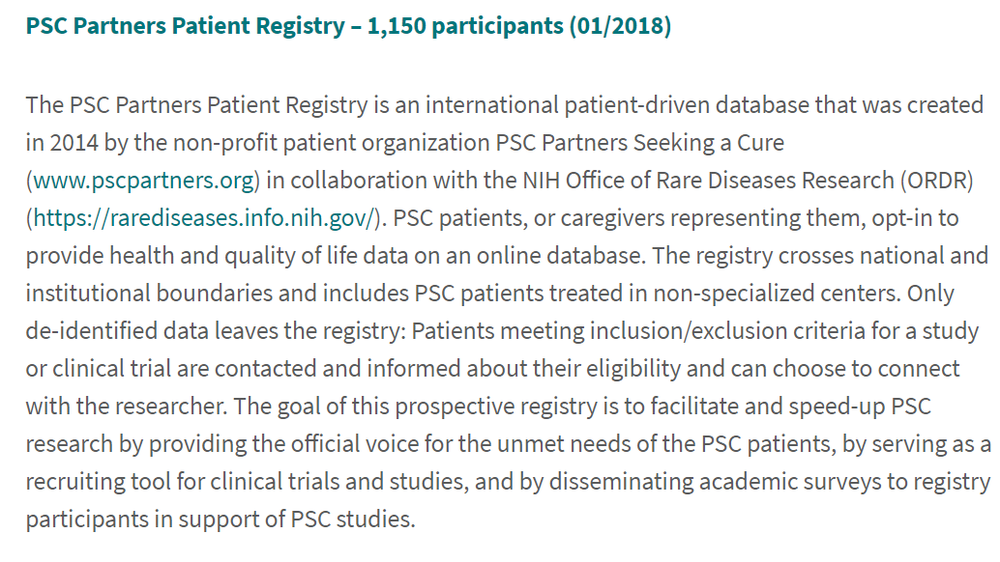 PSC Partners Patient Registry – 1,150 participants (01/2018)
The PSC Partners Patient Registry is an international patient-driven database that was created
in 2014 by the non-profit patient organization PSC Partners Seeking a Cure
(www.pscpartners.org) in collaboration with the NIH Office of Rare Diseases Research (ORDR)
(https://rarediseases.info.nih.gov/). PSC patients, or caregivers representing them, opt-in to
provide health and quality of life data on an online database. The registry crosses national and
institutional boundaries and includes PSC patients treated in non-specialized centers. Only
de-identified data leaves the registry: Patients meeting inclusion/exclusion criteria for a study
or clinical trial are contacted and informed about their eligibility and can choose to connect
with the researcher. The goal of this prospective registry is to facilitate and speed-up PSC
research by providing the official voice for the unmet needs of the PSC patients, by serving as a
recruiting tool for clinical trials and studies, and by disseminating academic surveys to registry
participants in support of PSC studies.